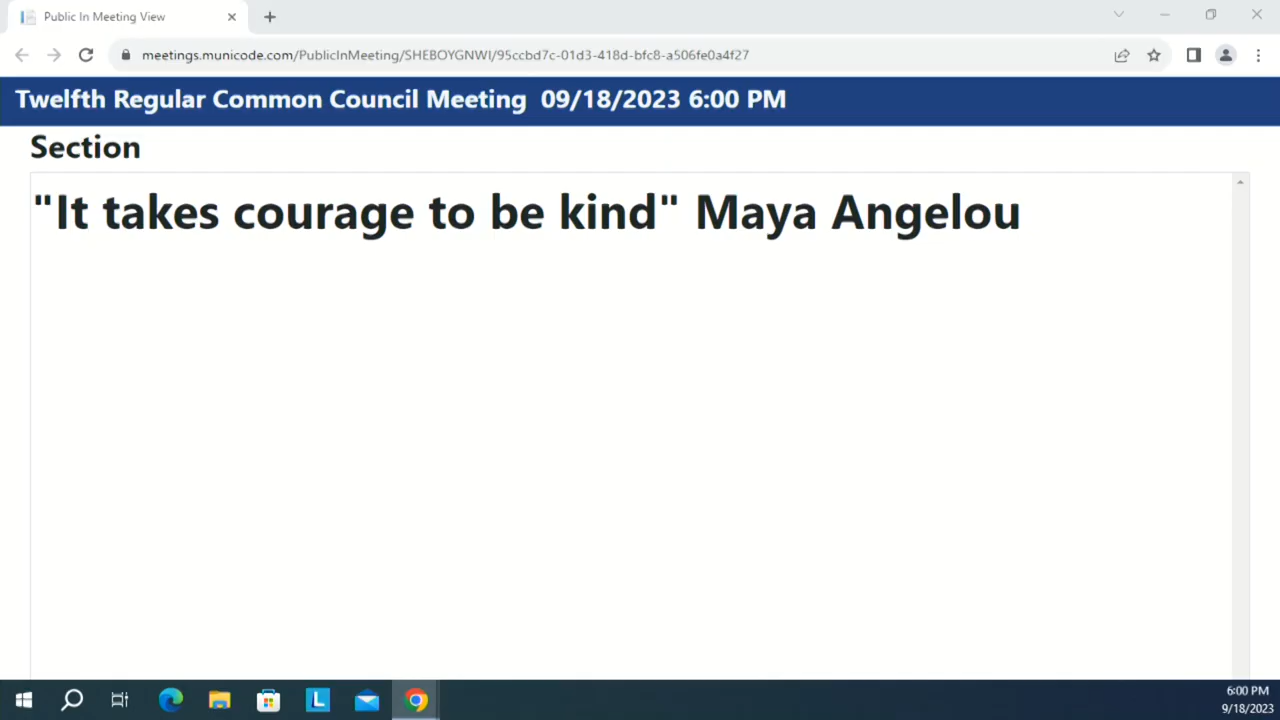 Public In Meeting View
meetings.municode.com/PublicInMeeting/SHEBOYGNWI/95ccbd7c-01d3-418d-bfc8-a506fe0a4f27
Twelfth Regular Common Council Meeting 09/18/2023 6:00 PM
Section
"It takes courage to be kind" Maya Angelou
L
6:00 PM
9/18/2023